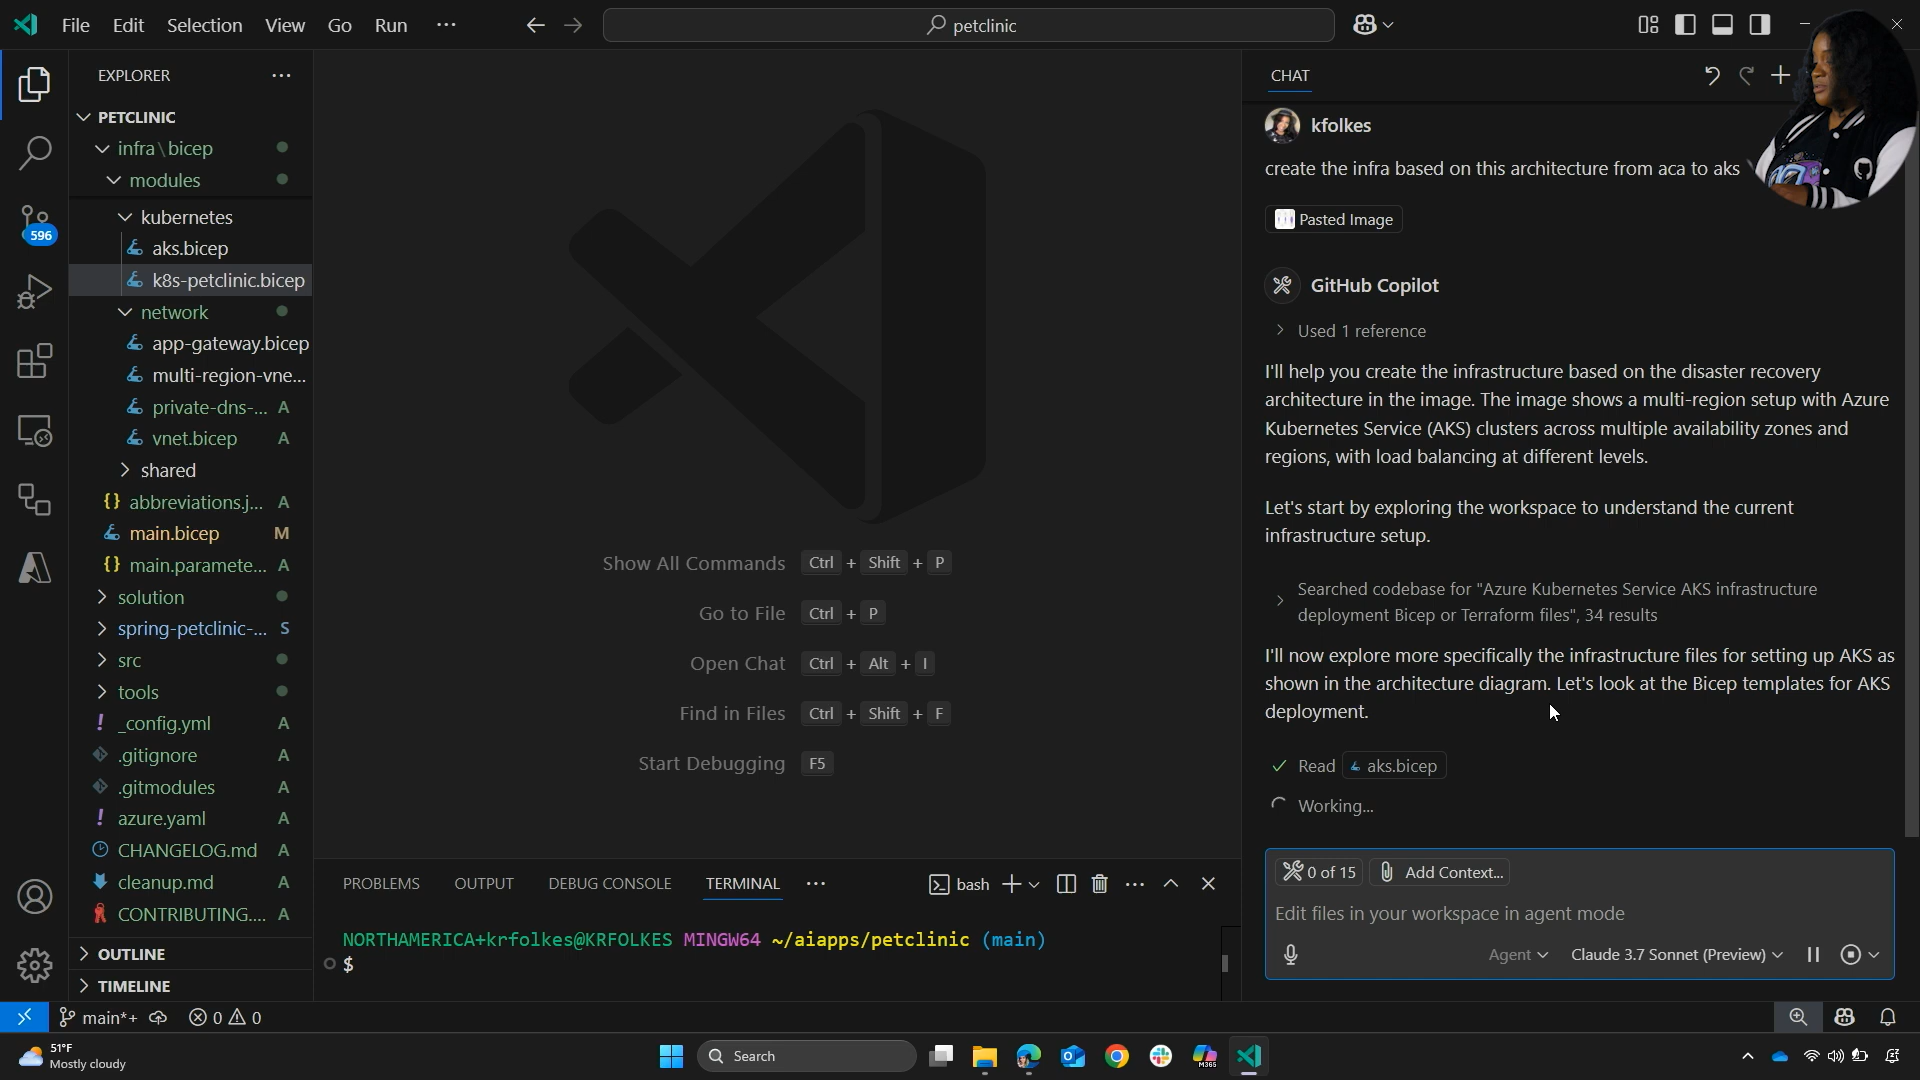 File Edit Selection View Go Run ···
petclinic
EXPLORER
PETCLINIC
infra\bicep
modules
kubernetes
aks.bicep
k8s-petclinic.bicep
network
app-gateway.bicep
multi-region-vne...
private-dns-... A
vnet.bicep A
shared
abbreviations.j... A
main.bicep M
main.paramete... A
solution
spring-petclinic-... S
src
tools
_config.yml A
.gitignore A
.gitmodules A
azure.yaml A
CHANGELOG.md A
cleanup.md A
CONTRIBUTING.... A
OUTLINE
TIMELINE
596
Show All Commands Ctrl + Shift + P
Go to File Ctrl + P
Open Chat Ctrl + Alt + I
Find in Files Ctrl + Shift + F
Start Debugging F5
PROBLEMS OUTPUT DEBUG CONSOLE TERMINAL ···
bash
NORTHAMERICA+krfolkes@KRFOLKES MINGW64 ~/aiapps/petclinic (main)
$
CHAT
kfolkes
create the infra based on this architecture from aca to aks
Pasted Image
GitHub Copilot
Used 1 reference
I'll help you create the infrastructure based on the disaster recovery
architecture in the image. The image shows a multi-region setup with Azure
Kubernetes Service (AKS) clusters across multiple availability zones and
regions, with load balancing at different levels.
Let's start by exploring the workspace to understand the current
infrastructure setup.
Searched codebase for "Azure Kubernetes Service AKS infrastructure
deployment Bicep or Terraform files", 34 results
I'll now explore more specifically the infrastructure files for setting up AKS as
shown in the architecture diagram. Let's look at the Bicep templates for AKS
deployment.
Read aks.bicep
Working...
0 of 15 Add Context...
Edit files in your workspace in agent mode
Agent Claude 3.7 Sonnet (Preview)
main*+ 0 0
51°F
Mostly cloudy
Search
M365